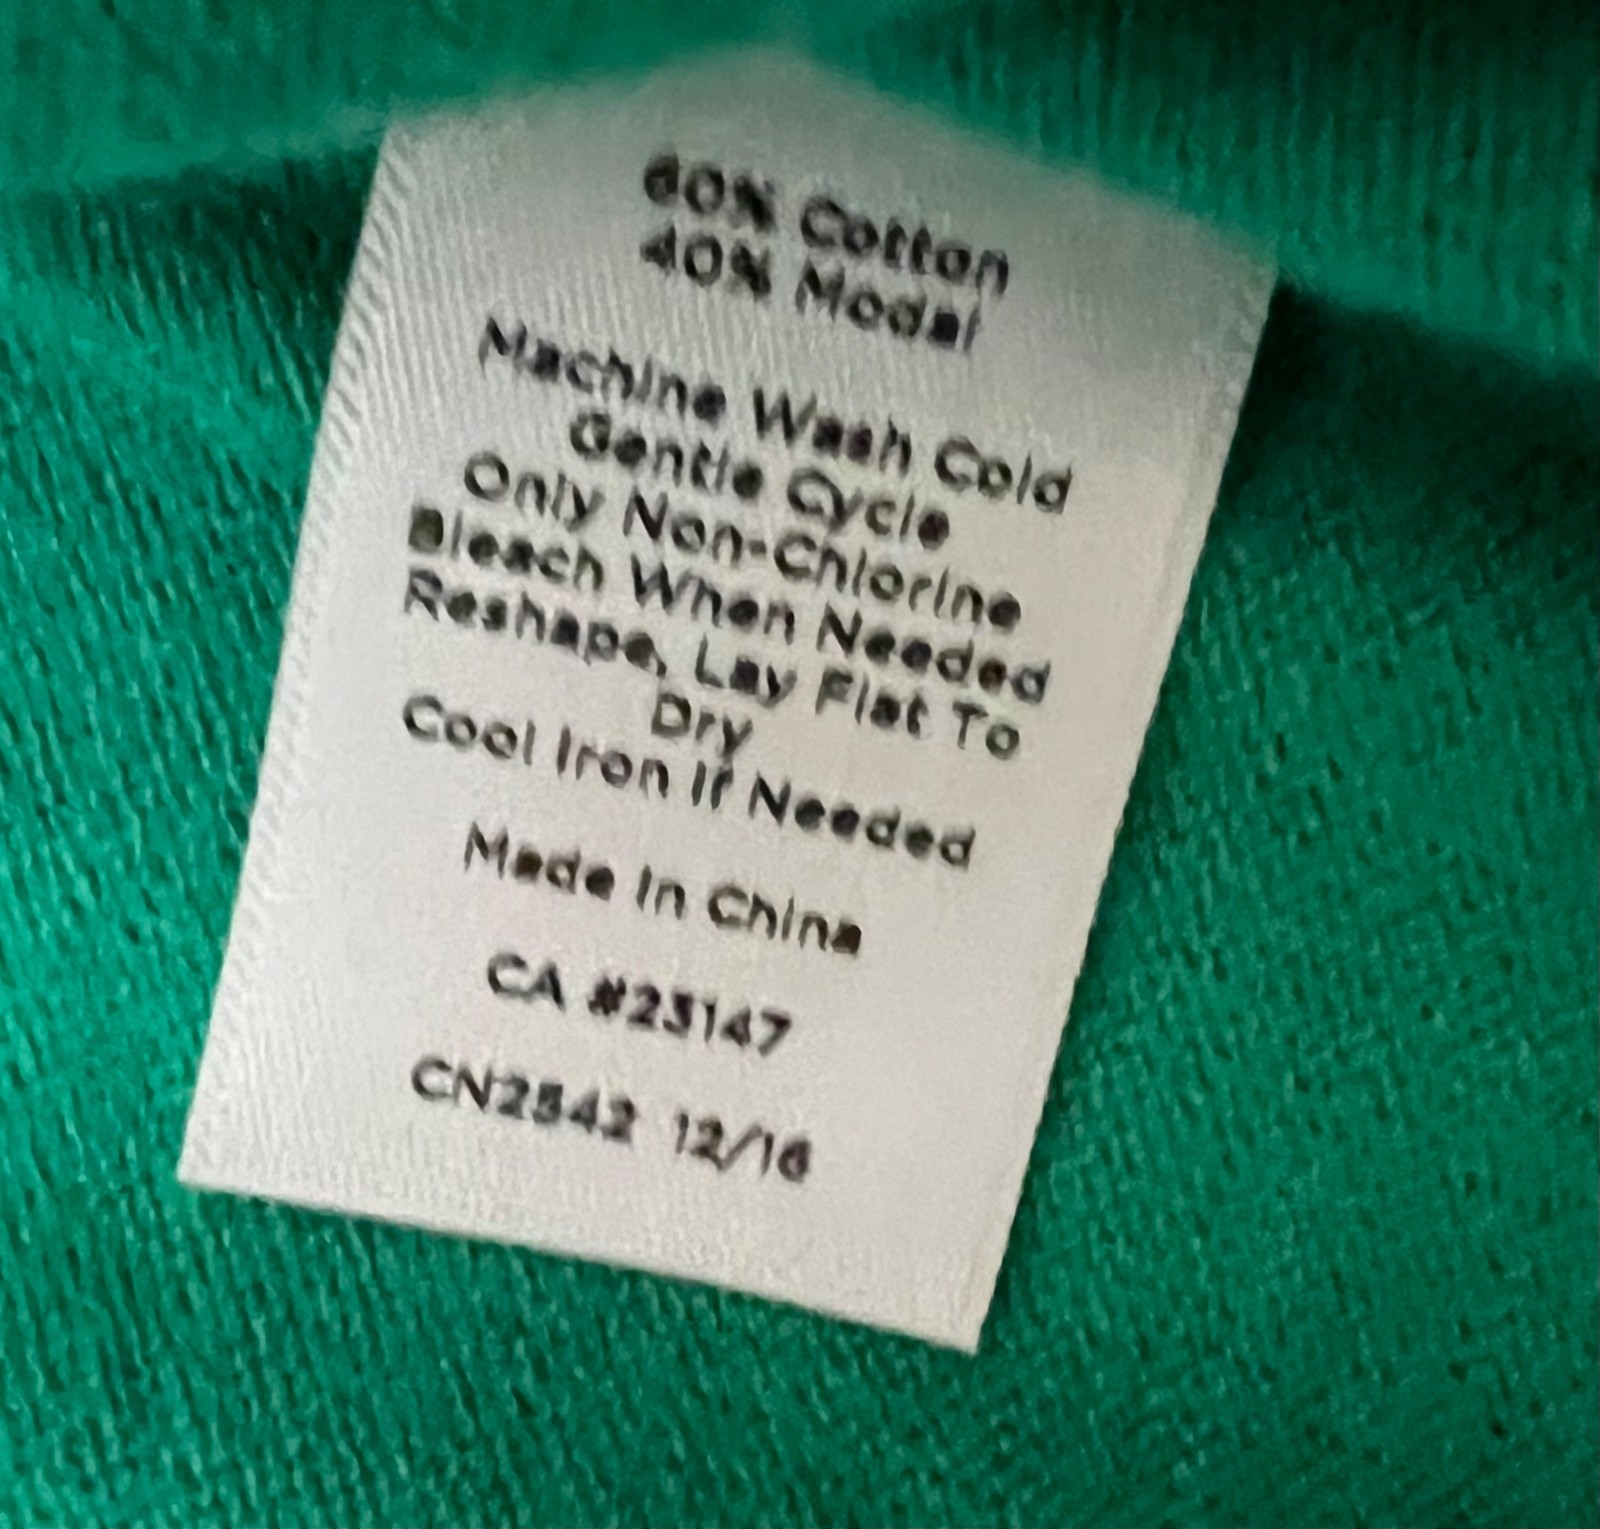 60% Cotton
40% Modal
Machine Wash Cold
Gentle Cycle
Only Non-Chlorine
Bleach When Needed
Reshape, Lay Flat To
Dry
Cool Iron If Needed
Made In China
CA #23147
CN2542 12/16